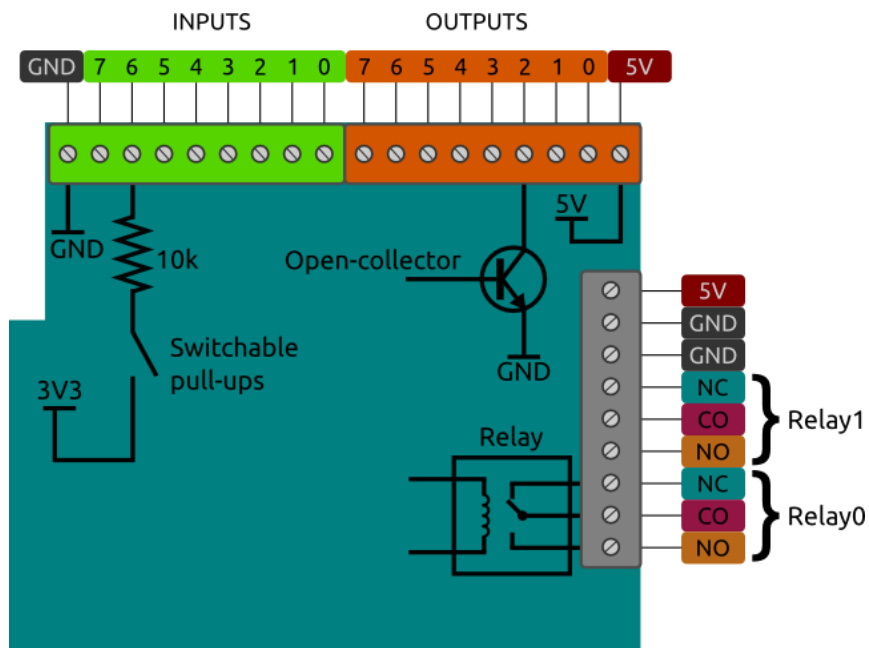 INPUTS OUTPUTS
GND 7 6 5 4 3 2 1 0 7 6 5 4 3 2 1 0 5V
5V
GND
10k
Open-collector
5V
GND
GND
GND
Switchable
pull-ups
3V3
NC
CO
NO
Relay1
Relay
NC
CO
NO
Relay0